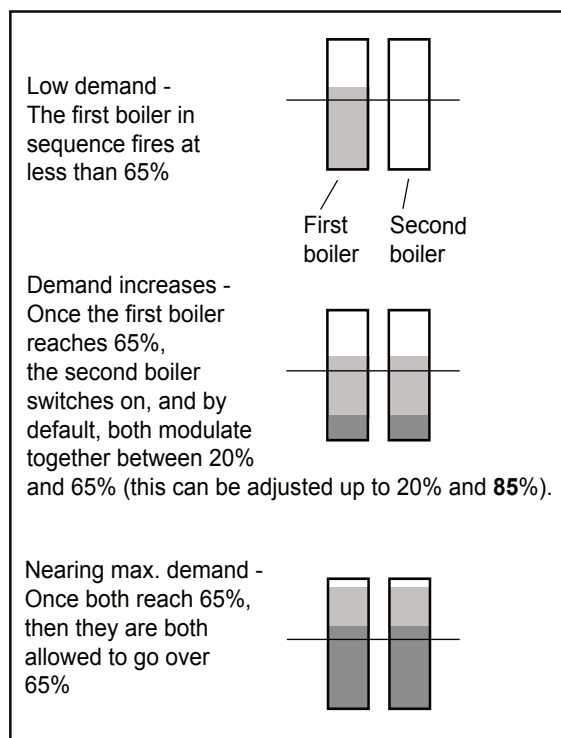 Low demand -
The first boiler in
sequence fires at
less than 65%
First
boiler
Second
boiler
Demand increases -
Once the first boiler
reaches 65%,
the second boiler
switches on, and by
default, both modulate
together between 20%
and 65% (this can be adjusted up to 20% and 85%).
Nearing max. demand -
Once both reach 65%,
then they are both
allowed to go over
65%